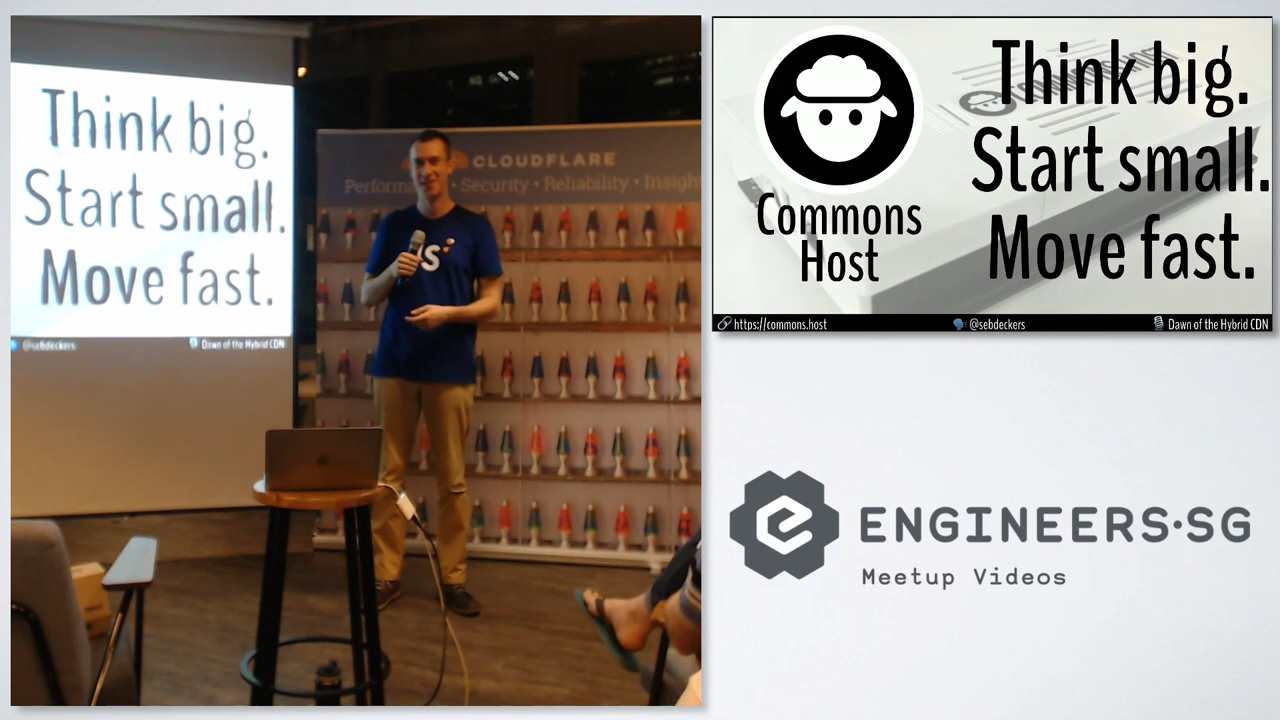 Think big.
Start small.
Move fast.
@sebdeckers
Dawn of the Hybrid CDN
CLOUDFLARE
Security • Reliability • Insight
Think big.
Start small.
Move fast.
Commons
Host
https://commons.host
@sebdeckers
Dawn of the Hybrid CDN
ENGINEERS·SG
Meetup Videos